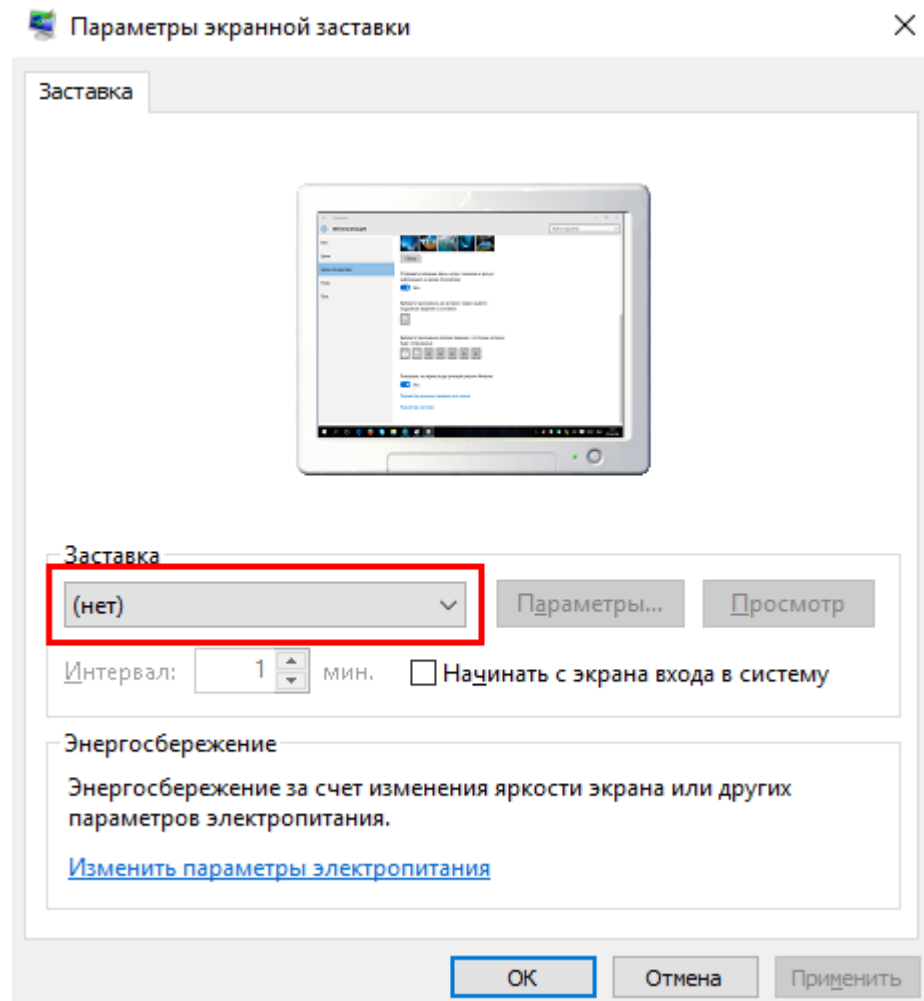 Параметры экранной заставки
Заставка
Заставка
(нет)
Параметры...
Просмотр
Интервал:
1
мин.
Начинать с экрана входа в систему
Энергосбережение
Энергосбережение за счет изменения яркости экрана или других
параметров электропитания.
Изменить параметры электропитания
ОК
Отмена
Применить